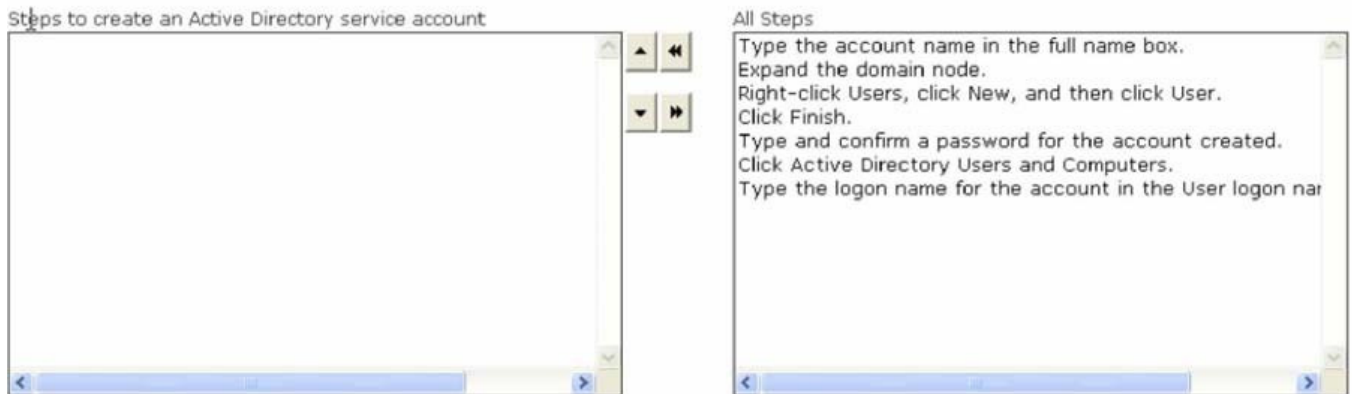 Steps to create an Active Directory service account
All Steps
Type the account name in the full name box.
Expand the domain node.
Right-click Users, click New, and then click User.
Click Finish.
Type and confirm a password for the account created.
Click Active Directory Users and Computers.
Type the logon name for the account in the User logon